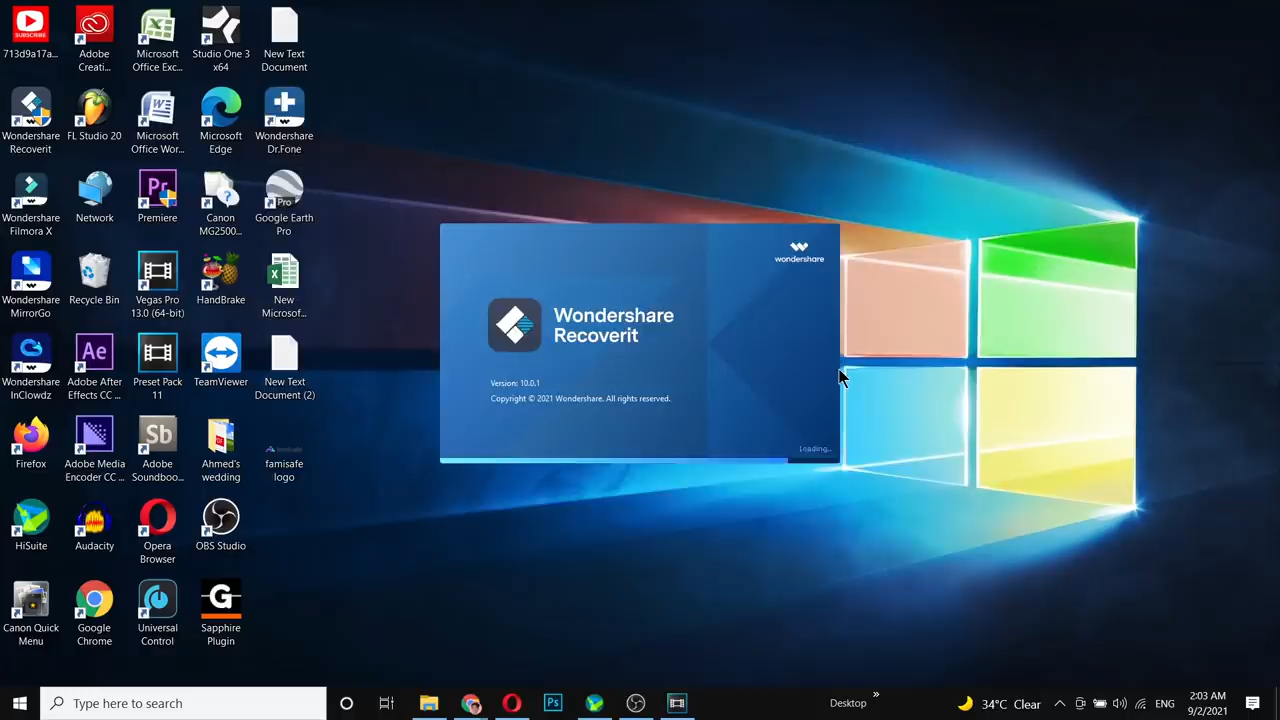 SUBSCRIBE
713d9a17a...
Adobe
Creati...
Microsoft
Office Exc...
Studio One 3
x64
New Text
Document
Wondershare
Recoverit
FL Studio 20
Microsoft
Office Wor...
Microsoft
Edge
Wondershare
Dr.Fone
Wondershare
Filmora X
Network
Pr
Premiere
Canon
MG2500...
Pro
Google Earth
Pro
Wondershare
MirrorGo
Recycle Bin
Vegas Pro
13.0 (64-bit)
HandBrake
New
Microsof...
Wondershare
InClowdz
Ae
Adobe After
Effects CC ...
Preset Pack
11
TeamViewer
New Text
Document (2)
Firefox
Adobe Media
Encoder CC ...
Sb
Adobe
Soundboo...
Ahmed's
wedding
famisafe
famisafe
logo
HiSuite
Audacity
Opera
Browser
OBS Studio
Canon Quick
Menu
Google
Chrome
Universal
Control
G
Sapphire
Plugin
wondershare
Wondershare
Recoverit
Version: 10.0.1
Copyright © 2021 Wondershare. All rights reserved.
Loading...
Type here to search
Ps
Desktop
»
34°C Clear
ENG
2:03 AM
9/2/2021